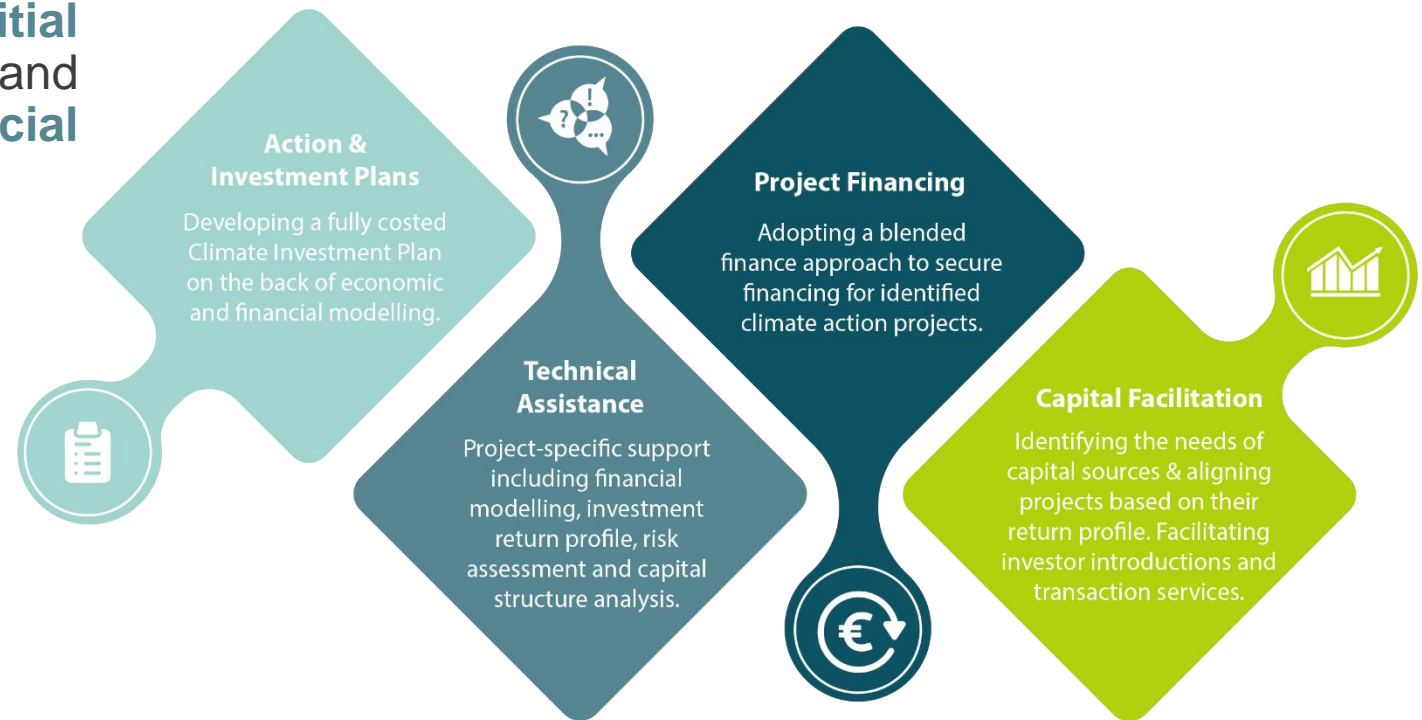 itial
and
cial
Action &
Investment Plans
Developing a fully costed
Climate Investment Plan
on the back of economic
and financial modelling.
?
!
...
Technical
Assistance
Project-specific support
including financial
modelling, investment
return profile, risk
assessment and capital
structure analysis.
Project Financing
Adopting a blended
finance approach to secure
financing for identified
climate action projects.
€
Capital Facilitation
Identifying the needs of
capital sources & aligning
projects based on their
return profile. Facilitating
investor introductions and
transaction services.